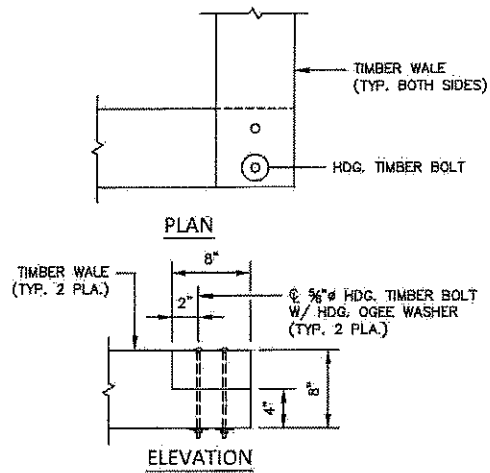 TIMBER WALE
(TYP. BOTH SIDES)
HDG. TIMBER BOLT
PLAN
8"
TIMBER WALE
(TYP. 2 PLA.)
2"
℄ 5/8"ø HDG. TIMBER BOLT
W/ HDG. OGEE WASHER
(TYP. 2 PLA.)
4"
8"
ELEVATION